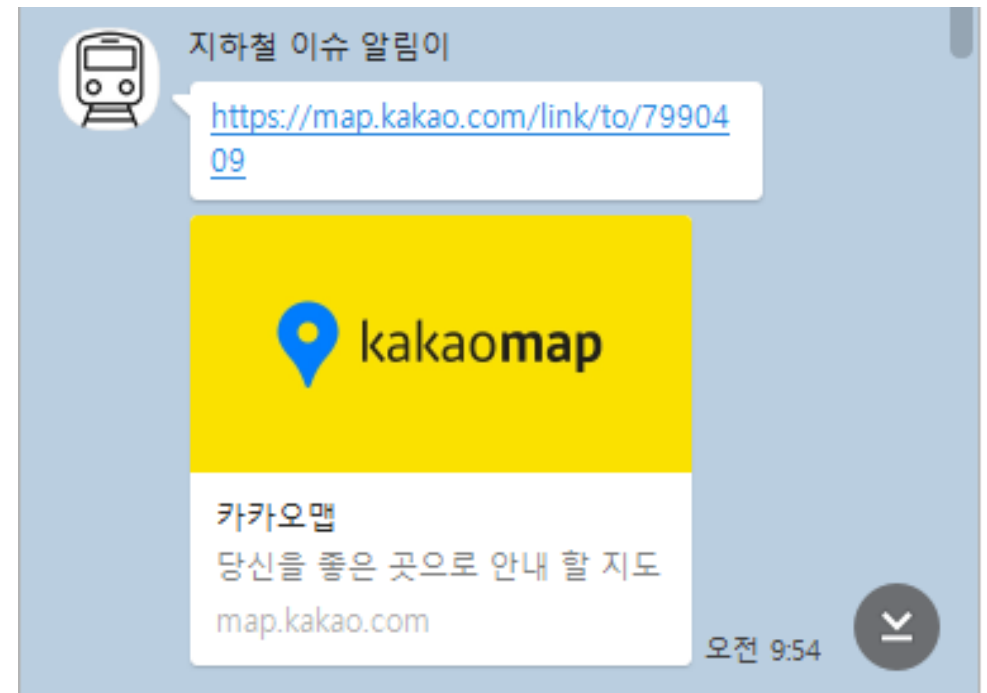 지하철 이슈 알림이
https://map.kakao.com/link/to/79904
09
kakaomap
카카오맵
당신을 좋은 곳으로 안내 할 지도
map.kakao.com
오전 9:54